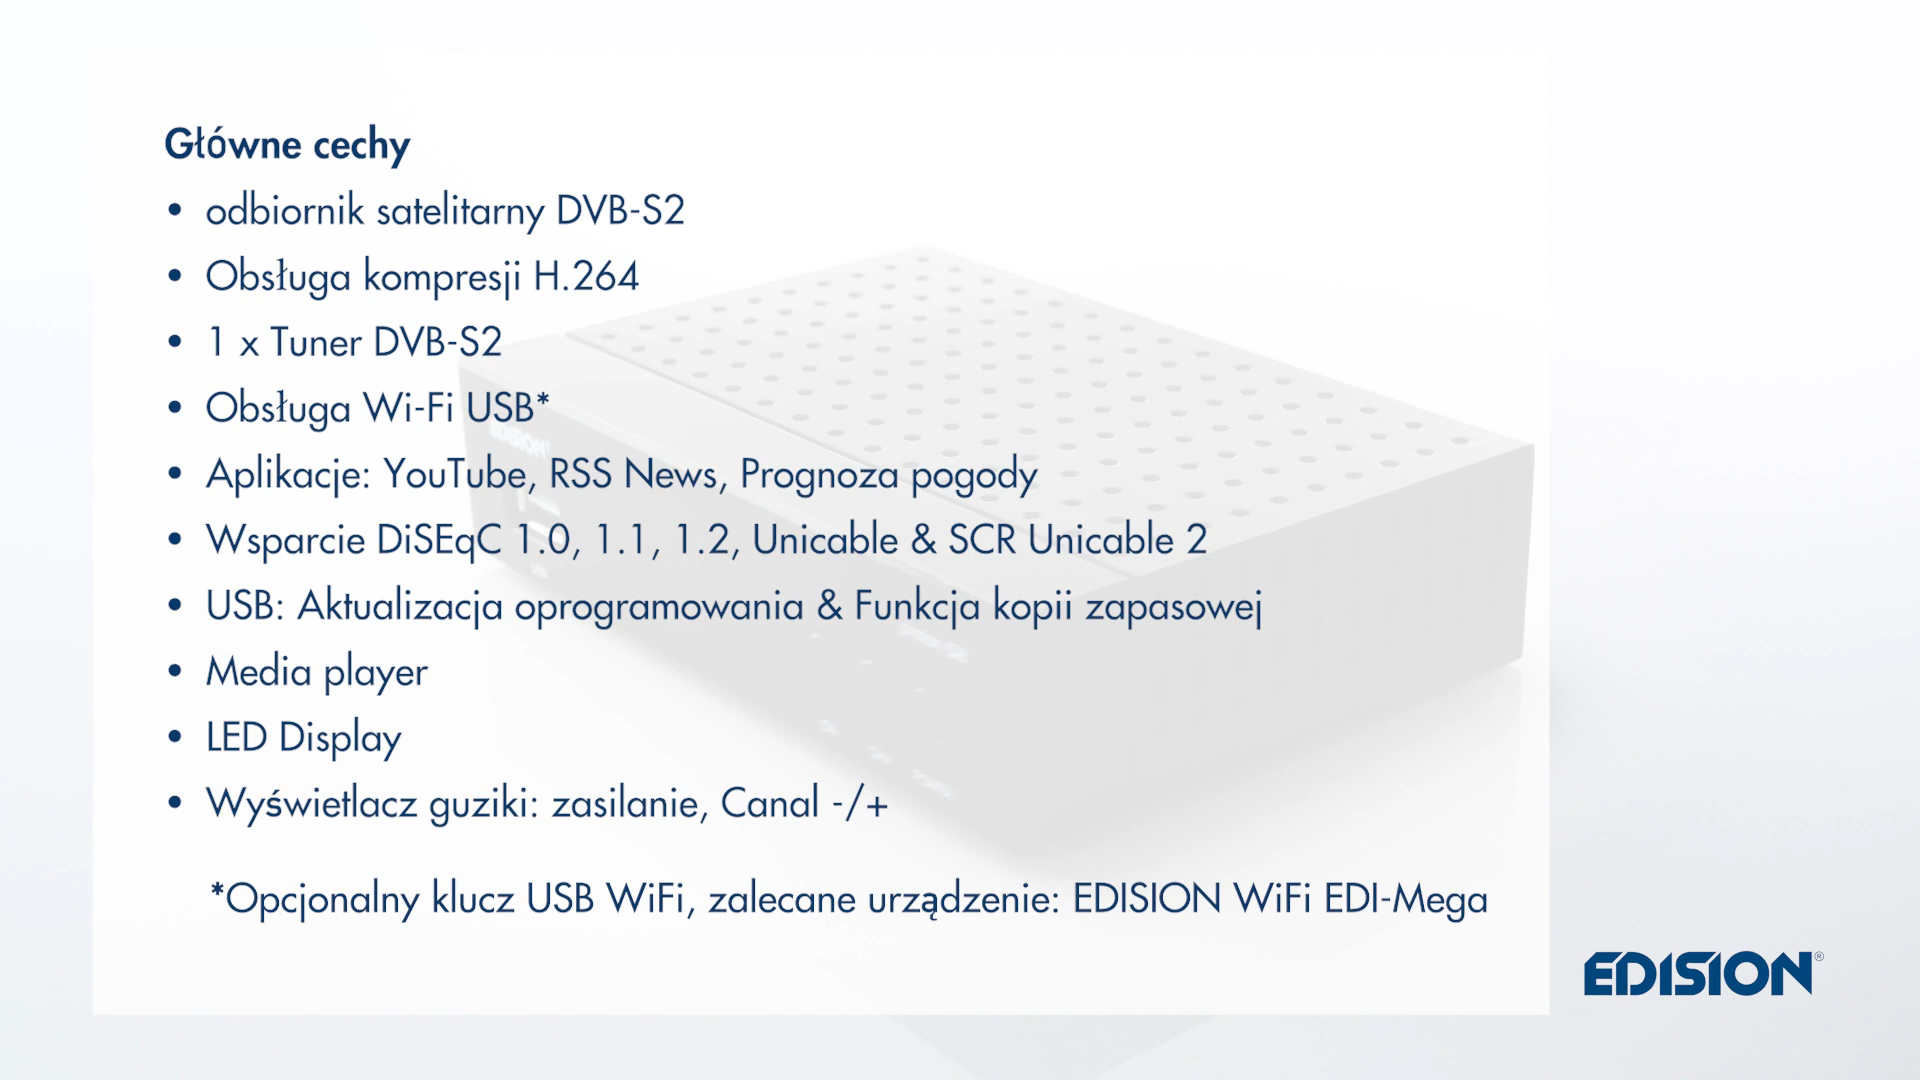 Główne cechy
• odbiornik satelitarny DVB-S2
• Obsługa kompresji H.264
• 1 x Tuner DVB-S2
• Obsługa Wi-Fi USB*
• Aplikacje: YouTube, RSS News, Prognoza pogody
• Wsparcie DiSEqC 1.0, 1.1, 1.2, Unicable & SCR Unicable 2
• USB: Aktualizacja oprogramowania & Funkcja kopii zapasowej
• Media player
• LED Display
• Wyświetlacz guziki: zasilanie, Canal -/+
*Opcjonalny klucz USB WiFi, zalecane urządzenie: EDISION WiFi EDI-Mega
EDISION®